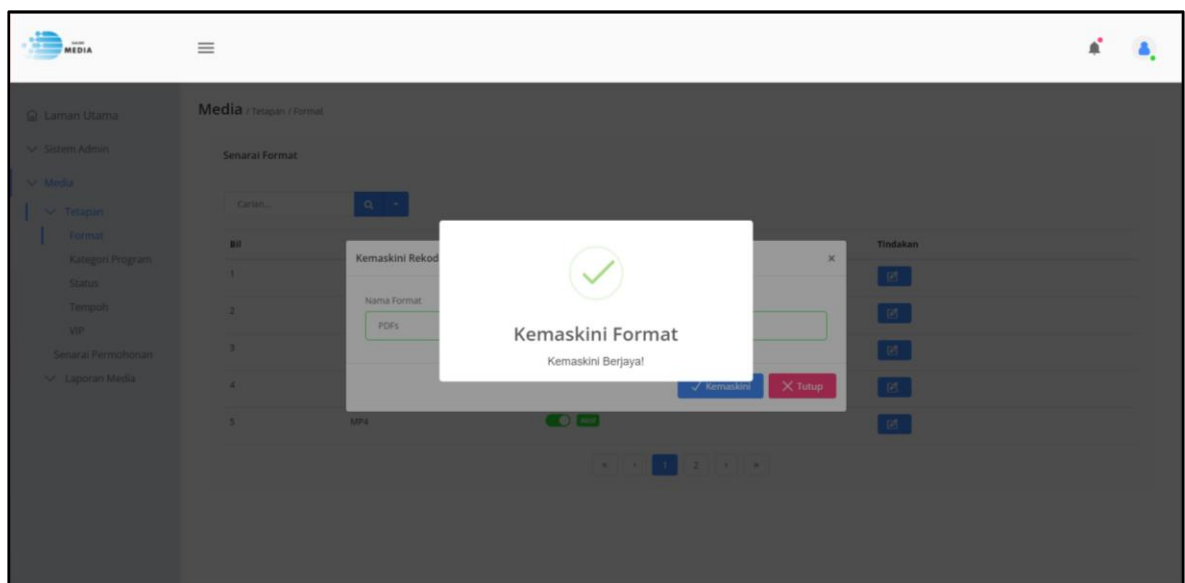 ONLINE
MEDIA
Laman Utama
Sistem Admin
Media
Tetapan
Format
Kategori Program
Status
Tempoh
VIP
Senarai Permohonan
Laporan Media
Media / Tetapan / Format
Senarai Format
Carian...
Bil
Tindakan
1
2
3
4
5
MP4
Aktif
Kemaskini Rekod
×
Nama Format
PDFs
Kemaskini
Tutup
Kemaskini Format
Kemaskini Berjaya!
« ‹ 1 2 › »